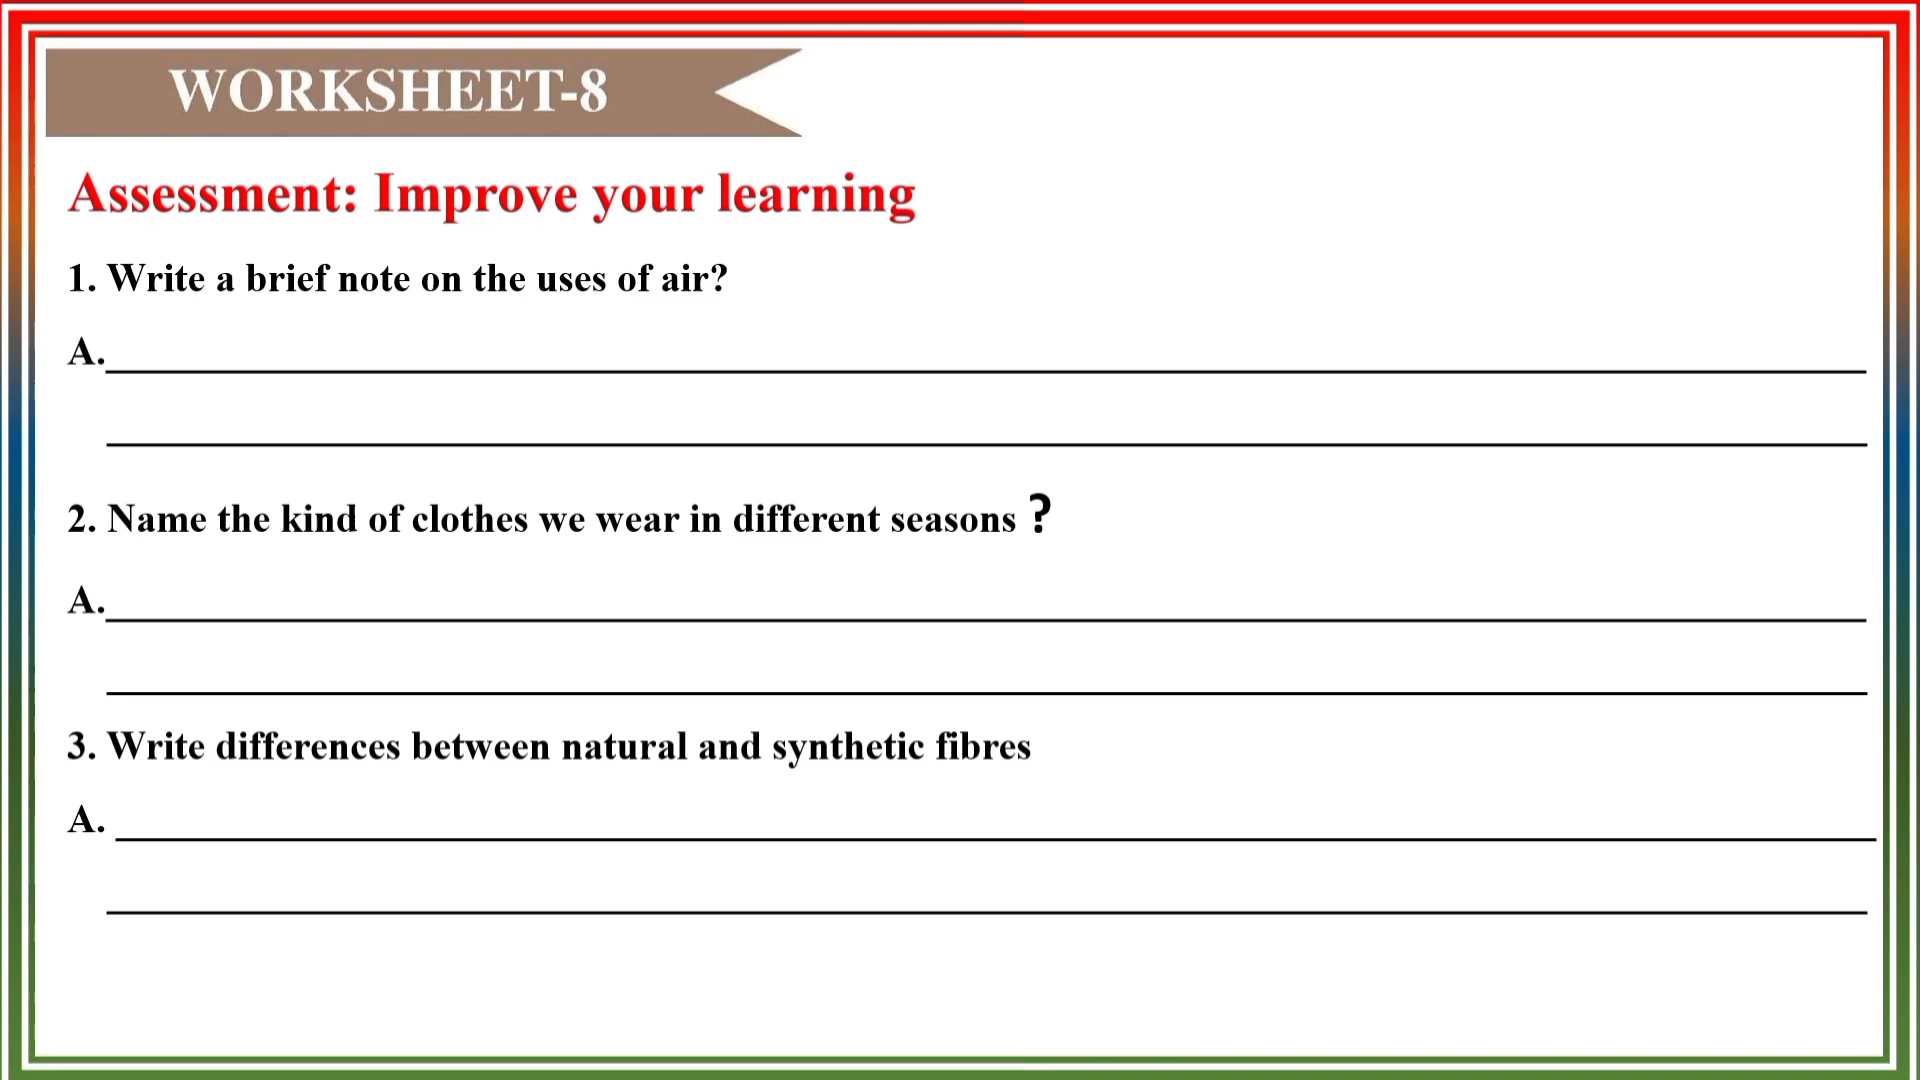 WORKSHEET-8
Assessment: Improve your learning
1. Write a brief note on the uses of air?
A.
2. Name the kind of clothes we wear in different seasons ?
A.
3. Write differences between natural and synthetic fibres
A.